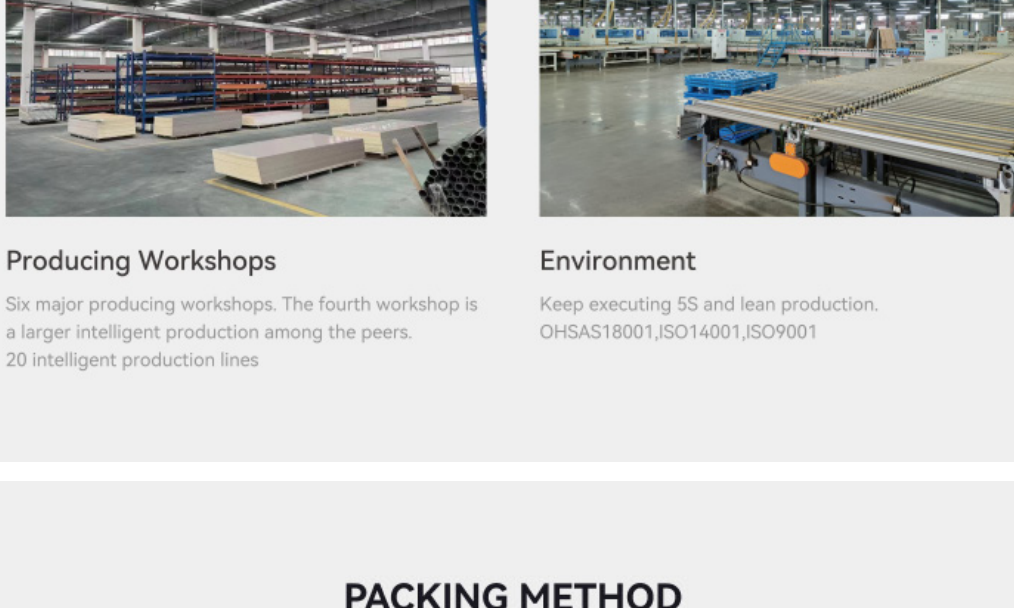 Producing Workshops
Six major producing workshops. The fourth workshop is
a larger intelligent production among the peers.
20 intelligent production lines
Environment
Keep executing 5S and lean production.
OHSAS18001,ISO14001,ISO9001
PACKING METHOD